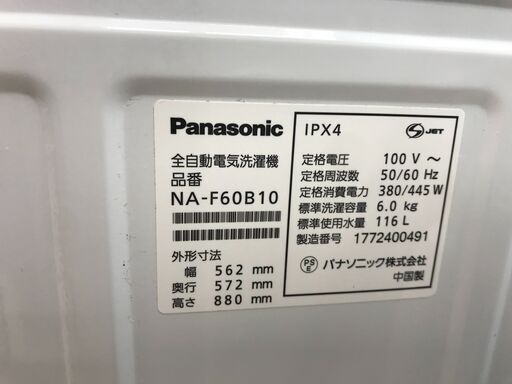 Panasonic
全自動電気洗濯機
品番
NA-F60B10
外形寸法
幅 562 mm
奥行 572 mm
高さ 880 mm
IPX4
S JET
定格電圧 100 V ～
定格周波数 50/60 Hz
定格消費電力 380/445 W
標準洗濯容量 6.0 kg
標準使用水量 116 L
製造番号 1772400491
PS
E
パナソニック株式会社
中国製